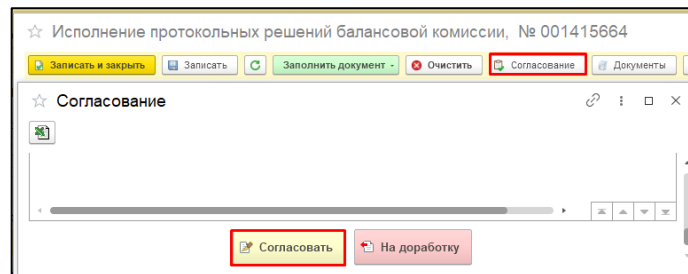 Исполнение протокольных решений балансовой комиссии, № 001415664
Записать и закрыть Записать Заполнить документ Очистить Согласование Документы
Согласование
Согласовать На доработку